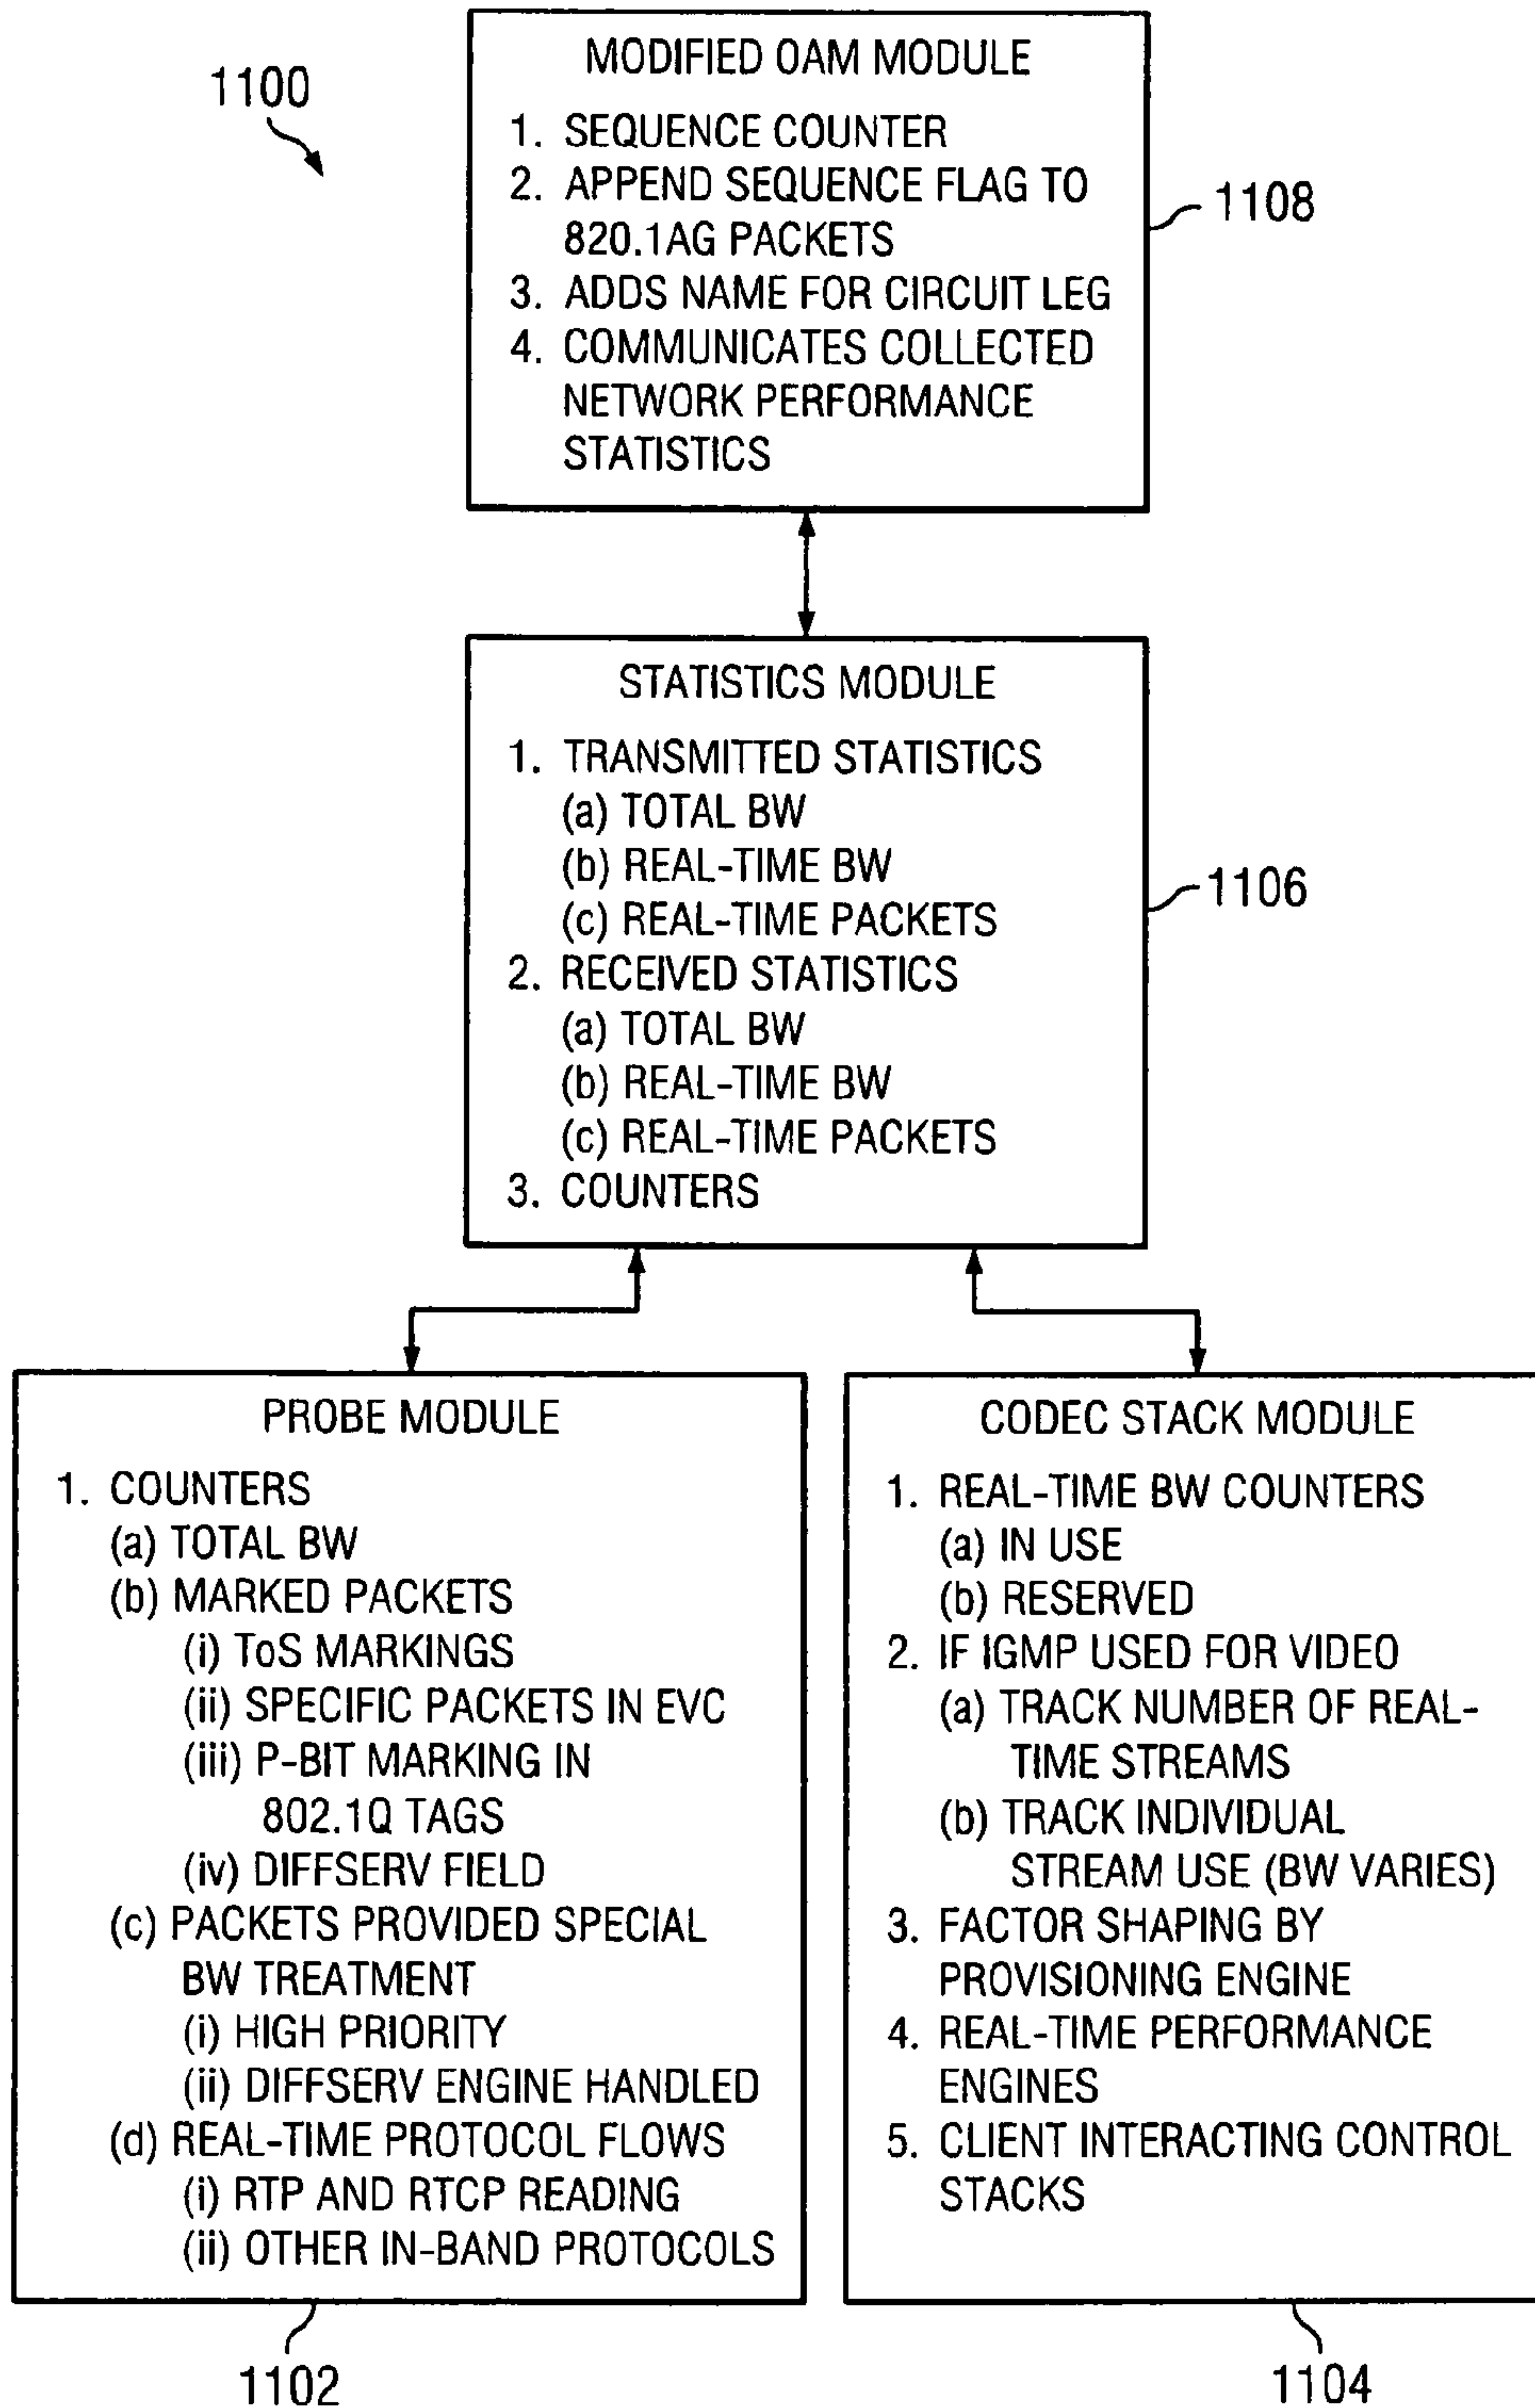 1100
MODIFIED OAM MODULE
1. SEQUENCE COUNTER
2. APPEND SEQUENCE FLAG TO
820.1AG PACKETS
3. ADDS NAME FOR CIRCUIT LEG
4. COMMUNICATES COLLECTED
NETWORK PERFORMANCE
STATISTICS
1108
STATISTICS MODULE
1. TRANSMITTED STATISTICS
(a) TOTAL BW
(b) REAL-TIME BW
(c) REAL-TIME PACKETS
2. RECEIVED STATISTICS
(a) TOTAL BW
(b) REAL-TIME BW
(c) REAL-TIME PACKETS
3. COUNTERS
1106
PROBE MODULE
1. COUNTERS
(a) TOTAL BW
(b) MARKED PACKETS
(i) ToS MARKINGS
(ii) SPECIFIC PACKETS IN EVC
(iii) P-BIT MARKING IN
802.1Q TAGS
(iv) DIFFSERV FIELD
(c) PACKETS PROVIDED SPECIAL
BW TREATMENT
(i) HIGH PRIORITY
(ii) DIFFSERV ENGINE HANDLED
(d) REAL-TIME PROTOCOL FLOWS
(i) RTP AND RTCP READING
(ii) OTHER IN-BAND PROTOCOLS
1102
CODEC STACK MODULE
1. REAL-TIME BW COUNTERS
(a) IN USE
(b) RESERVED
2. IF IGMP USED FOR VIDEO
(a) TRACK NUMBER OF REAL-
TIME STREAMS
(b) TRACK INDIVIDUAL
STREAM USE (BW VARIES)
3. FACTOR SHAPING BY
PROVISIONING ENGINE
4. REAL-TIME PERFORMANCE
ENGINES
5. CLIENT INTERACTING CONTROL
STACKS
1104